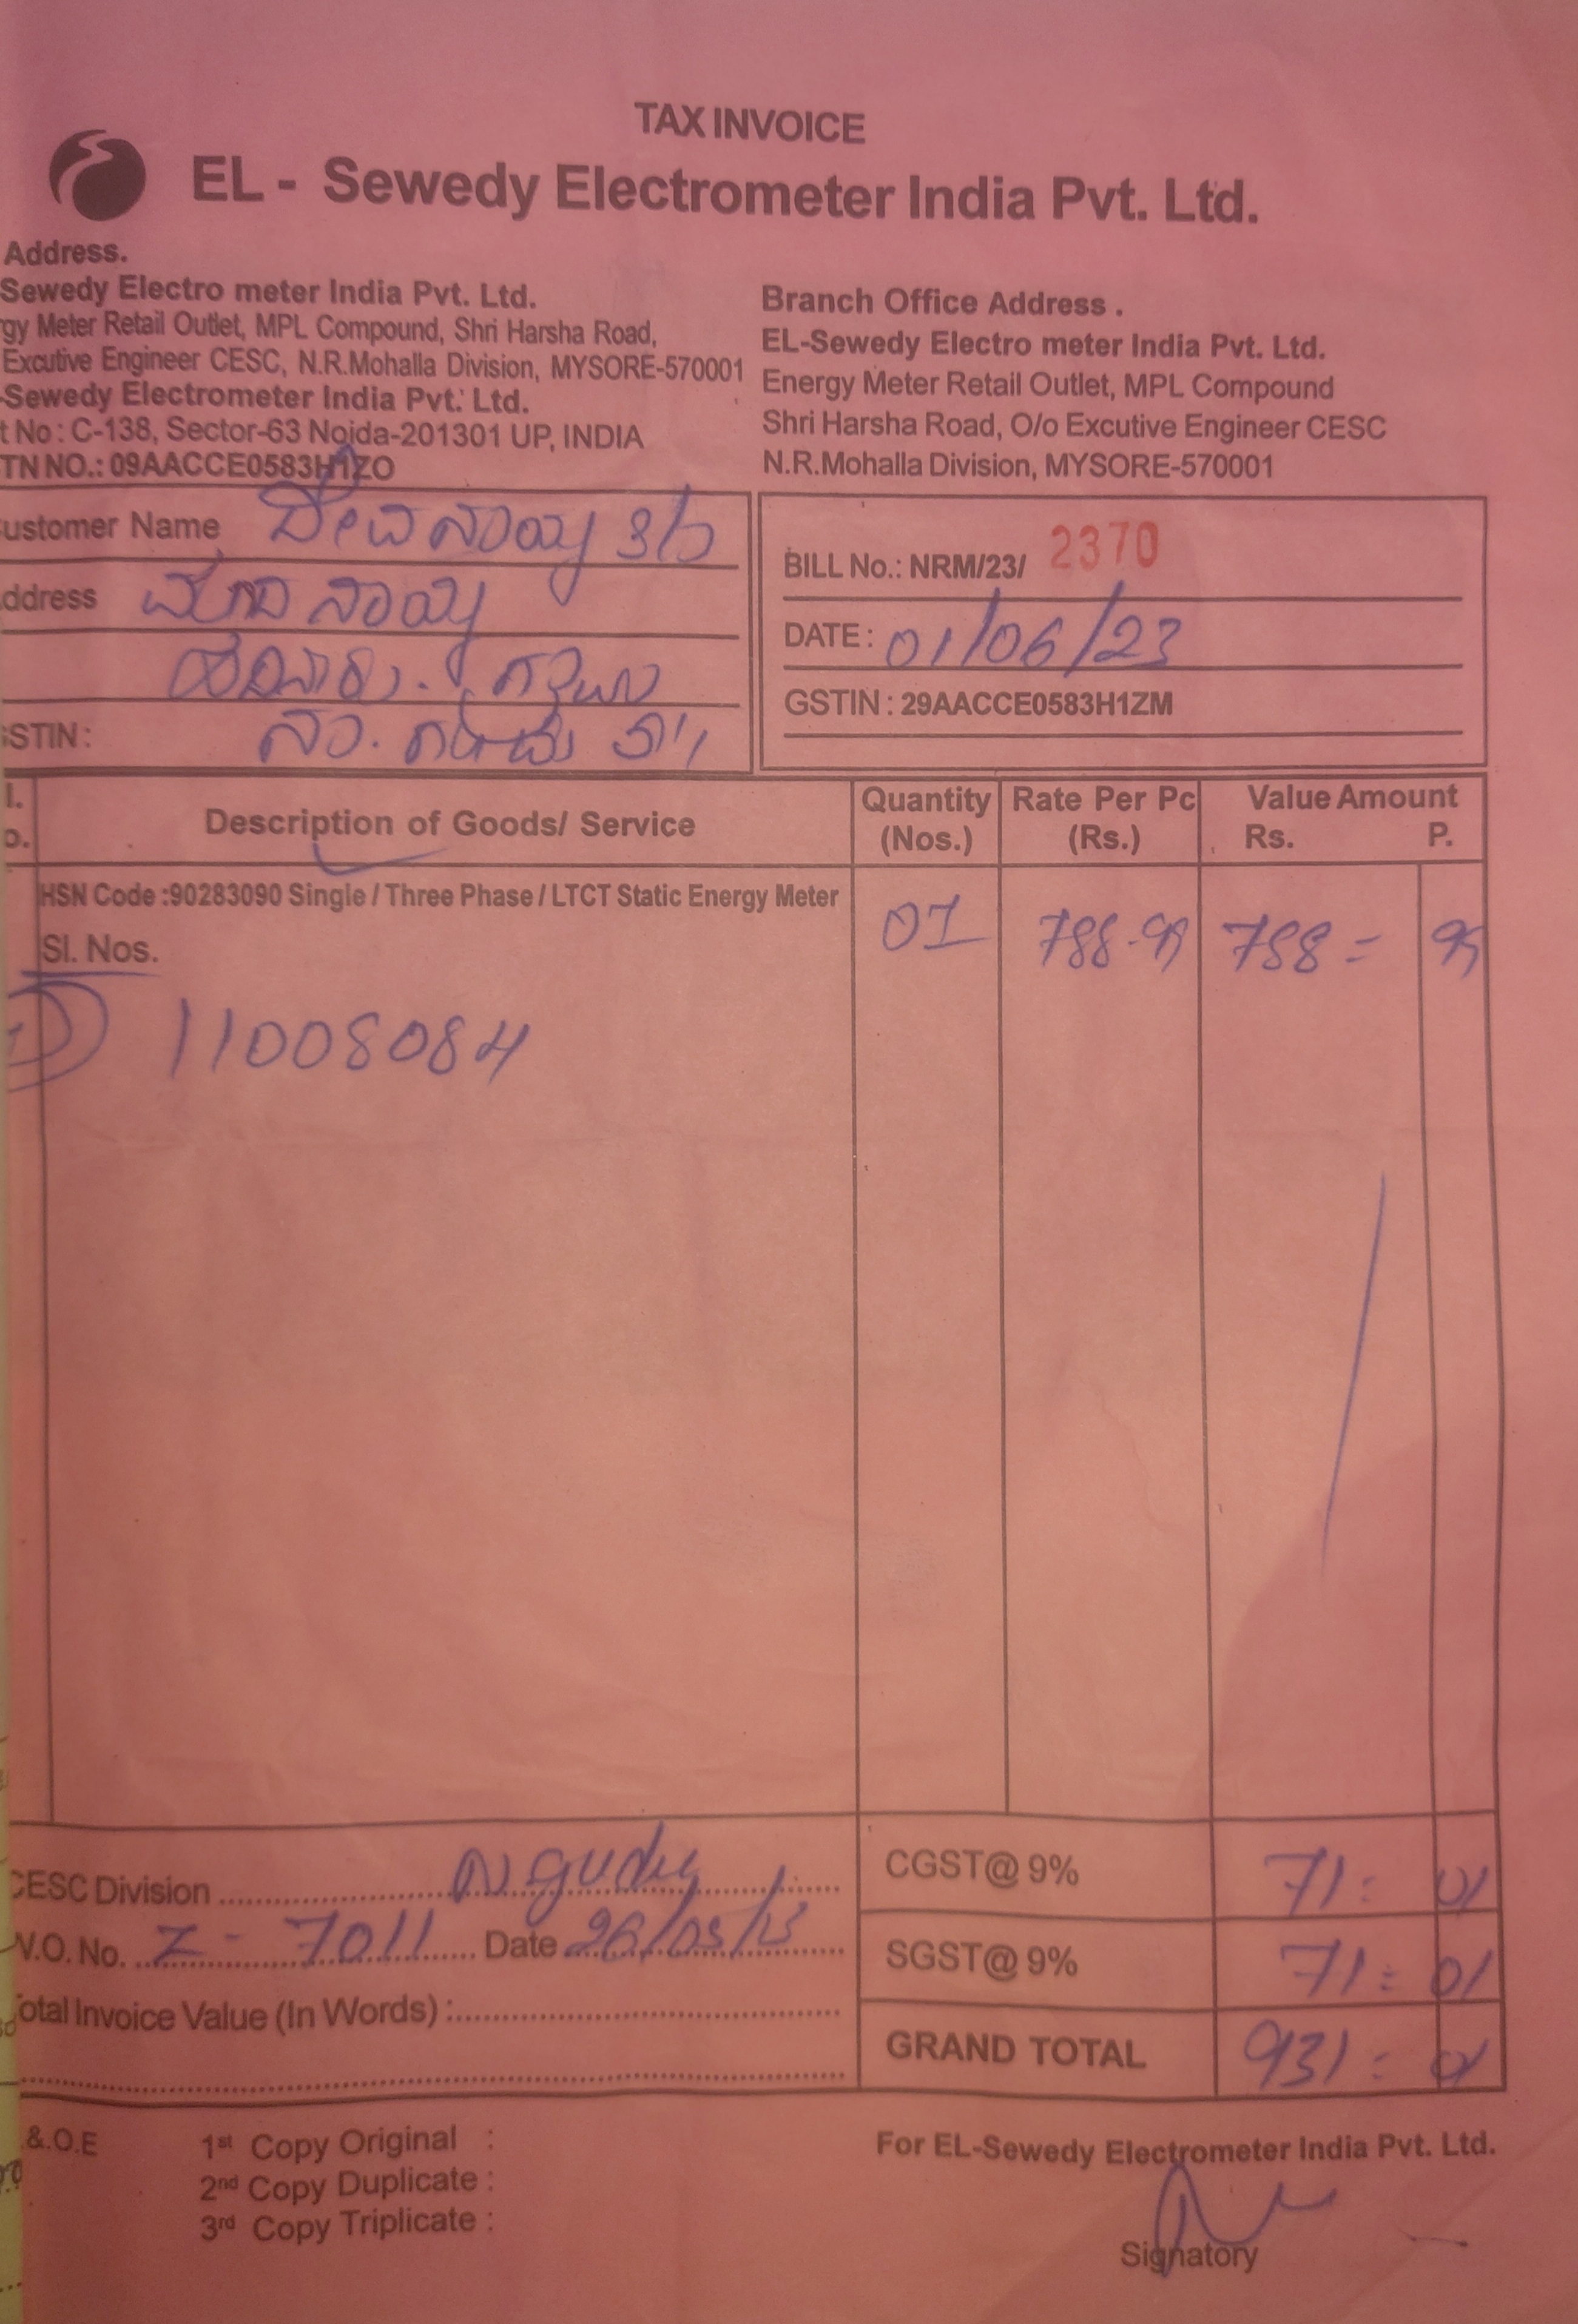 TAX INVOICE
EL - Sewedy Electrometer India Pvt. Ltd.
Address.
Sewedy Electro meter India Pvt. Ltd.
gy Meter Retail Outlet, MPL Compound, Shri Harsha Road,
Excutive Engineer CESC, N.R.Mohalla Division, MYSORE-570001
-Sewedy Electrometer India Pvt. Ltd.
t No : C-138, Sector-63 Noida-201301 UP, INDIA
TN NO.: 09AACCE0583H1ZO
Branch Office Address .
EL-Sewedy Electro meter India Pvt. Ltd.
Energy Meter Retail Outlet, MPL Compound
Shri Harsha Road, O/o Excutive Engineer CESC
N.R.Mohalla Division, MYSORE-570001
ustomer Name
ddress
STIN :
BILL No.: NRM/23/ 2370
DATE : 01/06/23
GSTIN : 29AACCE0583H1ZM
Description of Goods/ Service
Quantity (Nos.)
Rate Per Pc (Rs.)
Value Amount
Rs. P.
HSN Code :90283090 Single / Three Phase / LTCT Static Energy Meter
Sl. Nos.
01 788-99 788 = 99
1) 11008084
CESC Division
V.O. No. Z - 7011 Date 26/05/23
Total Invoice Value (In Words) :
CGST@ 9% 71 = 01
SGST@ 9% 71 = 01
GRAND TOTAL 931 = 01
&.O.E
1st Copy Original :
2nd Copy Duplicate :
3rd Copy Triplicate :
For EL-Sewedy Electrometer India Pvt. Ltd.
Signatory